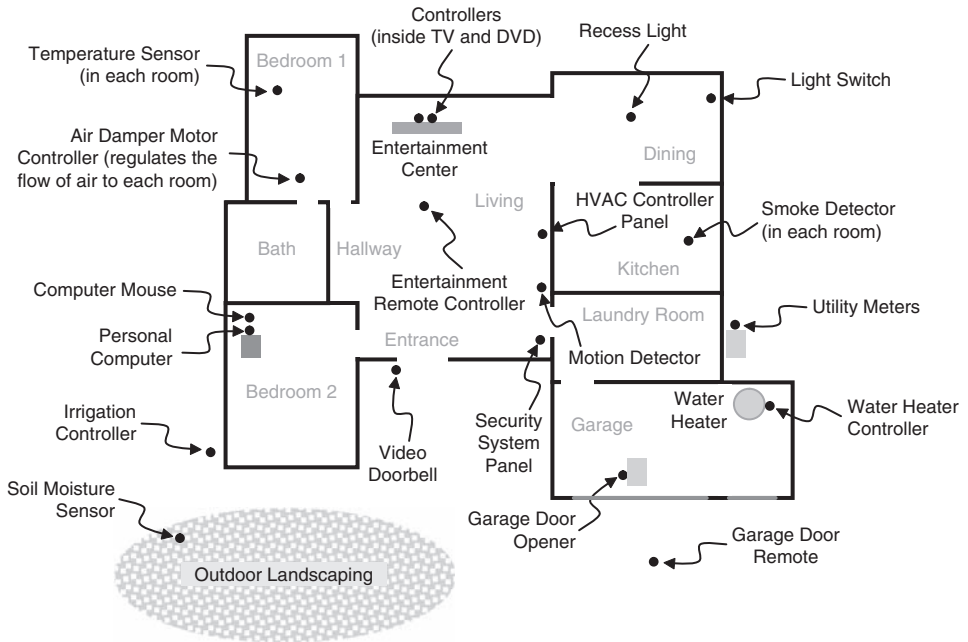 Controllers
(inside TV and DVD)
Recess Light
Temperature Sensor
(in each room)
Bedroom 1
Light Switch
Air Damper Motor
Controller (regulates the
flow of air to each room)
Entertainment
Center
Dining
Living
HVAC Controller
Panel
Smoke Detector
(in each room)
Bath
Hallway
Kitchen
Entertainment
Remote Controller
Computer Mouse
Personal
Computer
Laundry Room
Utility Meters
Entrance
Motion Detector
Bedroom 2
Irrigation
Controller
Video
Doorbell
Security
System
Panel
Garage
Water
Heater
Water Heater
Controller
Soil Moisture
Sensor
Garage Door
Opener
Garage Door
Remote
Outdoor Landscaping